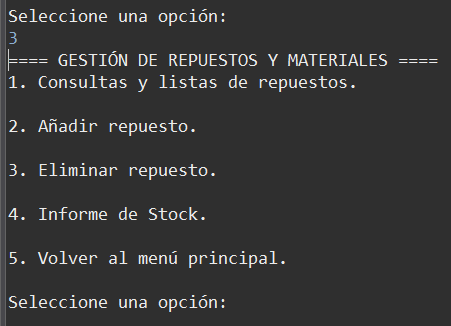 Seleccione una opción:
3
==== GESTIÓN DE REPUESTOS Y MATERIALES ====
1. Consultas y listas de repuestos.
2. Añadir repuesto.
3. Eliminar repuesto.
4. Informe de Stock.
5. Volver al menú principal.
Seleccione una opción: